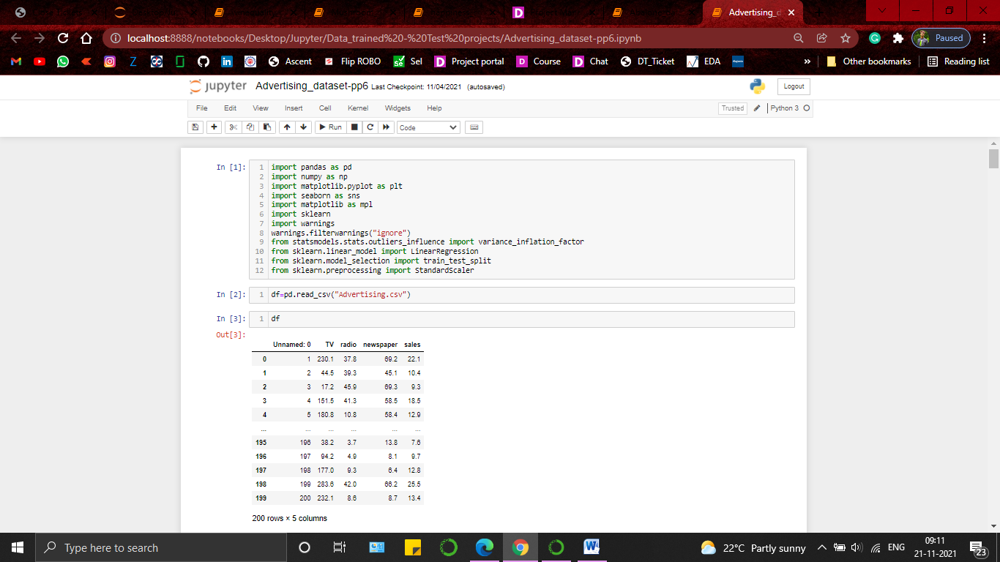 Advertising_d
localhost:8888/notebooks/Desktop/Jupyter/Data_trained%20-%20Test%20projects/Advertising_dataset-pp6.ipynb
Paused
Ascent
Flip ROBO
Sel
Project portal
Course
Chat
DT_Ticket
EDA
»
Other bookmarks
Reading list
jupyter Advertising_dataset-pp6 Last Checkpoint: 11/04/2021 (autosaved)
Logout
File Edit View Insert Cell Kernel Widgets Help
Trusted
Python 3
Run
Code
In [1]:
1 import pandas as pd
2 import numpy as np
3 import matplotlib.pyplot as plt
4 import seaborn as sns
5 import matplotlib as mpl
6 import sklearn
7 import warnings
8 warnings.filterwarnings("ignore")
9 from statsmodels.stats.outliers_influence import variance_inflation_factor
10 from sklearn.linear_model import LinearRegression
11 from sklearn.model_selection import train_test_split
12 from sklearn.preprocessing import StandardScaler
In [2]: 1 df=pd.read_csv("Advertising.csv")
In [3]: 1 df
Out[3]:
Unnamed: 0 TV radio newspaper sales
0 1 230.1 37.8 69.2 22.1
1 2 44.5 39.3 45.1 10.4
2 3 17.2 45.9 69.3 9.3
3 4 151.5 41.3 58.5 18.5
4 5 180.8 10.8 58.4 12.9
... ... ... ... ... ...
195 196 38.2 3.7 13.8 7.6
196 197 94.2 4.9 8.1 9.7
197 198 177.0 9.3 6.4 12.8
198 199 283.6 42.0 66.2 25.5
199 200 232.1 8.6 8.7 13.4
200 rows × 5 columns
Type here to search
22°C Partly sunny
ENG
09:11
21-11-2021
23